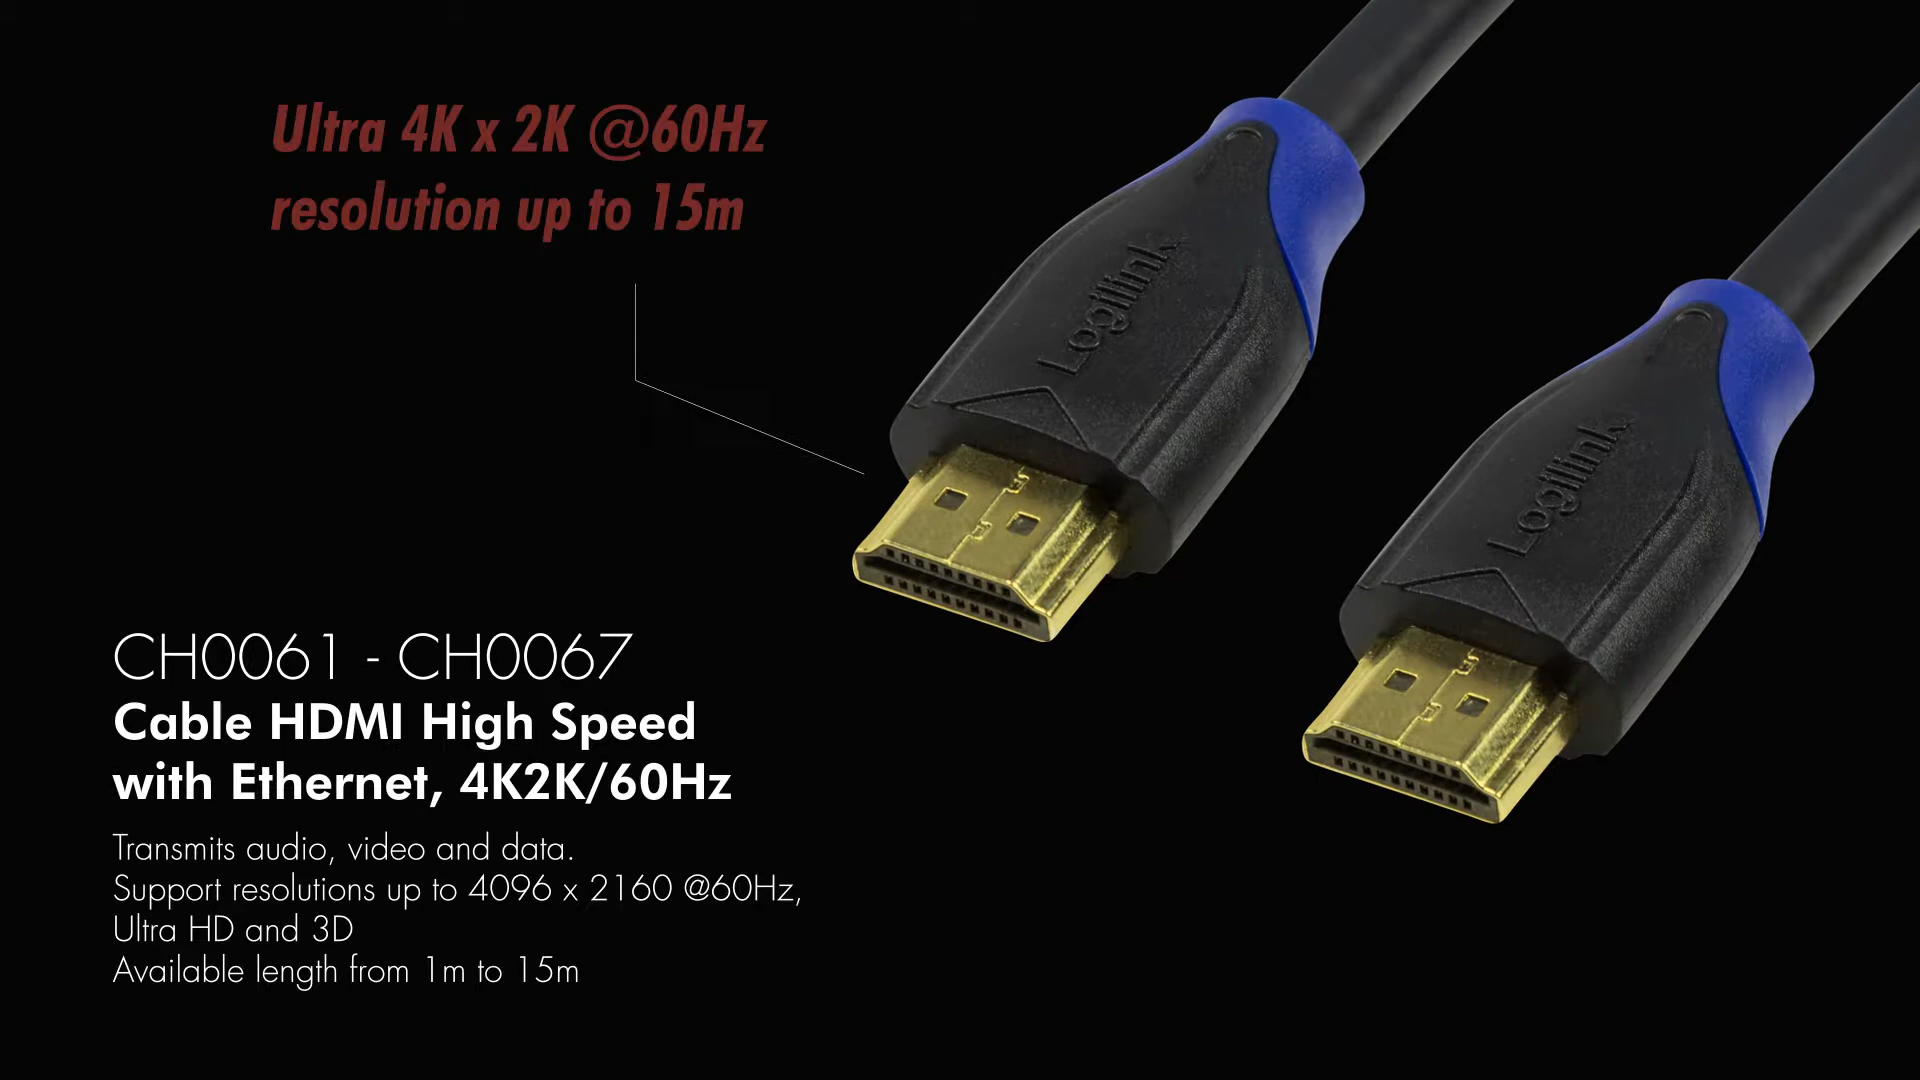 Ultra 4K x 2K @60Hz
resolution up to 15m
Logilink
Logilink
CH0061 - CH0067
Cable HDMI High Speed
with Ethernet, 4K2K/60Hz
Transmits audio, video and data.
Support resolutions up to 4096 x 2160 @60Hz,
Ultra HD and 3D
Available length from 1m to 15m